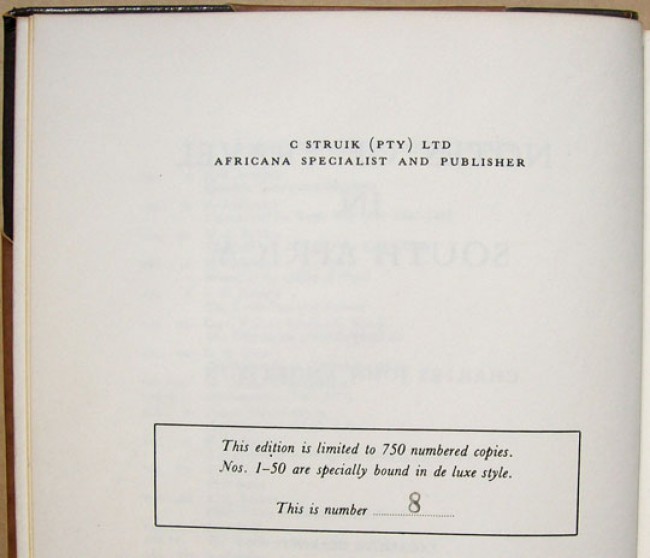 C STRUIK (PTY) LTD
AFRICANA SPECIALIST AND PUBLISHER
This edition is limited to 750 numbered copies.
Nos. 1–50 are specially bound in de luxe style.
This is number 8